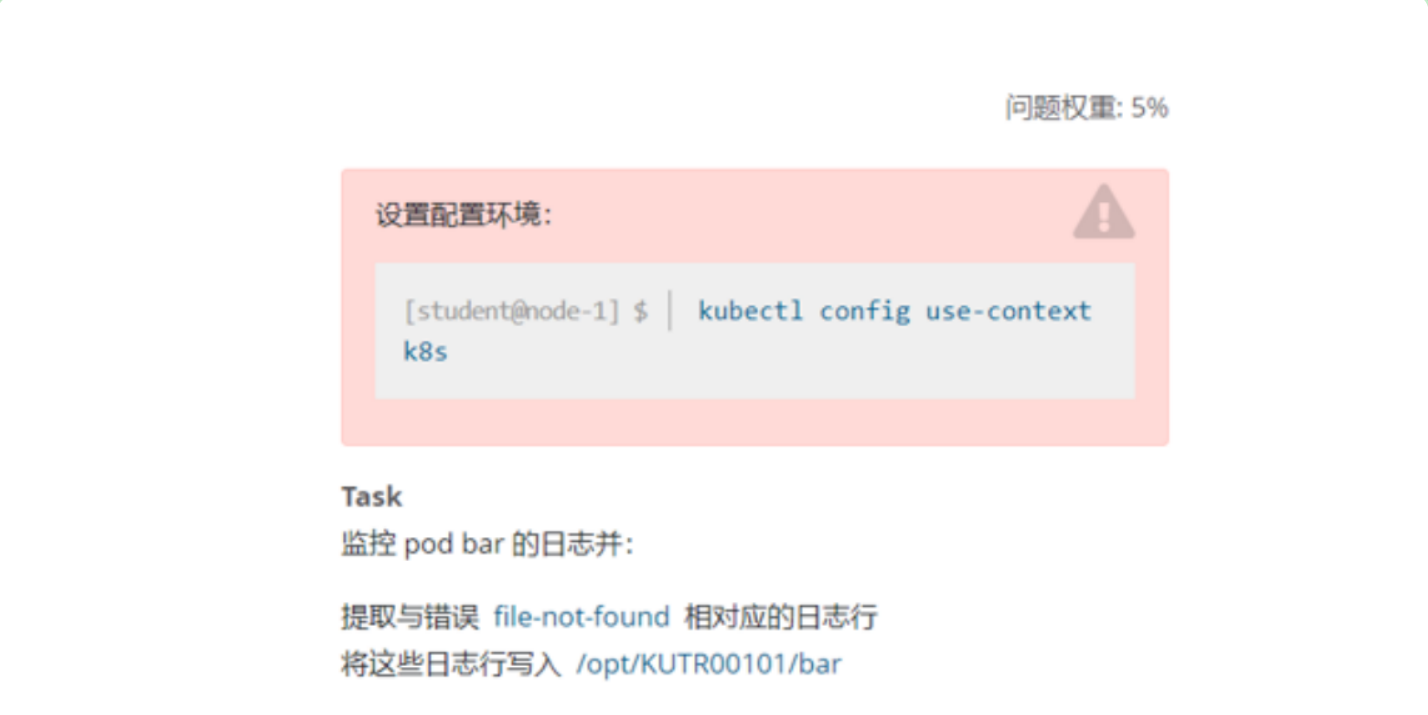 问题权重: 5%
设置配置环境:
[student@node-1] $ | kubectl config use-context
k8s
Task
监控 pod bar 的日志并:
提取与错误 file-not-found 相对应的日志行
将这些日志行写入 /opt/KUTR00101/bar